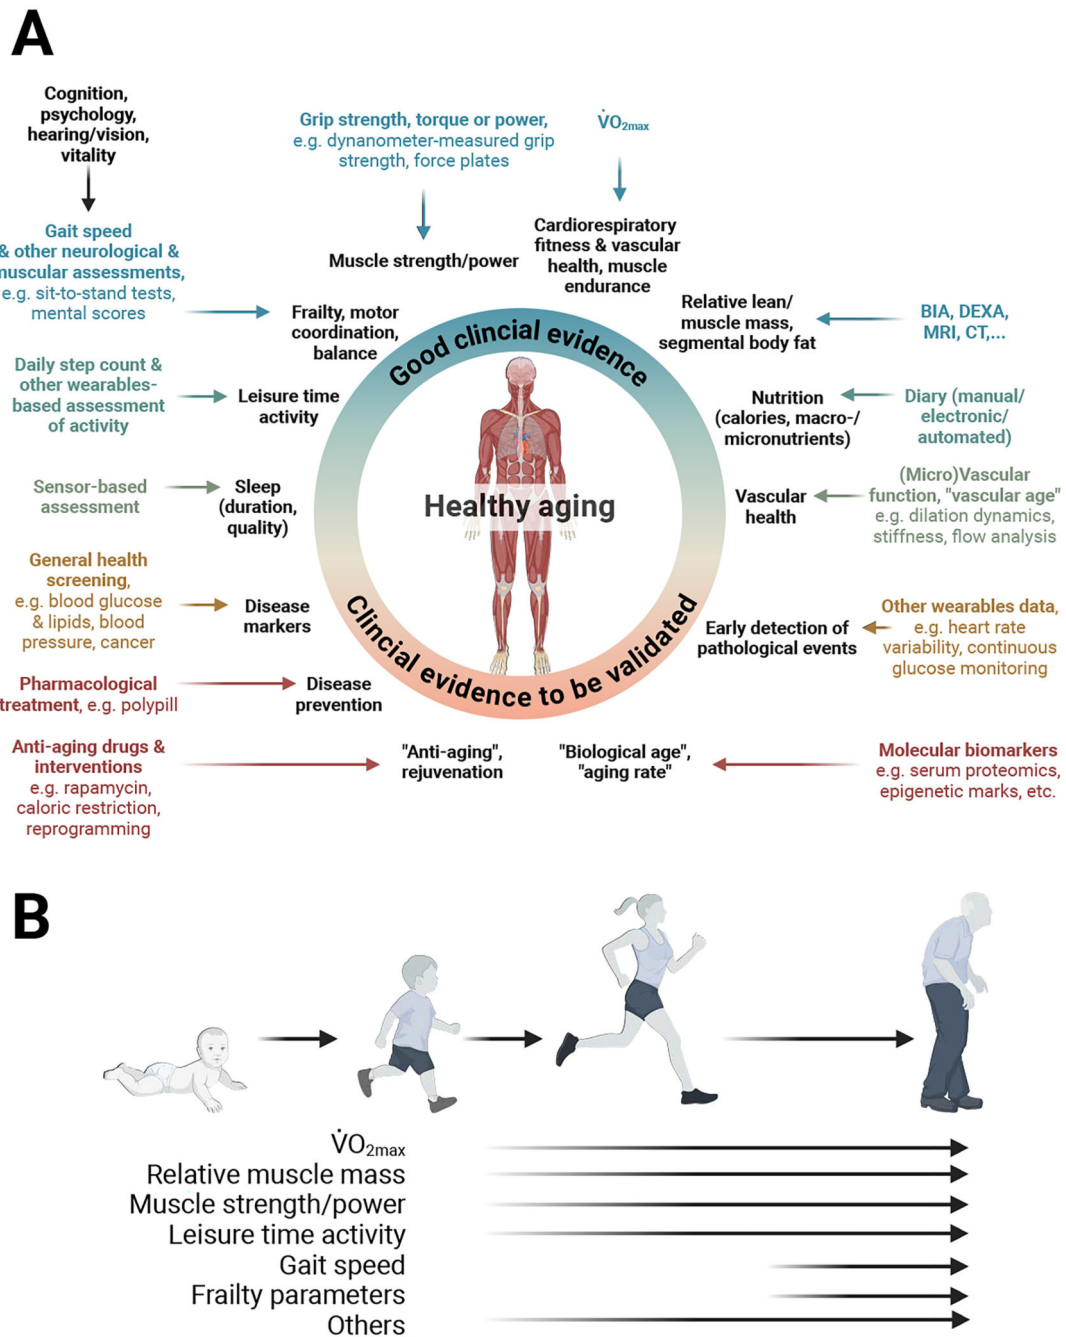 A
Cognition,
psychology,
hearing/vision,
vitality
Gait speed
& other neurological &
muscular assessments,
e.g. sit-to-stand tests,
mental scores
Grip strength, torque or power,
e.g. dynanometer-measured grip
strength, force plates
V̇O2max
Muscle strength/power
Cardiorespiratory
fitness & vascular
health, muscle
endurance
Frailty, motor
coordination,
balance
Relative lean/
muscle mass,
segmental body fat
BIA, DEXA,
MRI, CT,...
Daily step count &
other wearables-
based assessment
of activity
Leisure time
activity
Nutrition
(calories, macro-/
micronutrients)
Diary (manual/
electronic/
automated)
Sensor-based
assessment
Sleep
(duration,
quality)
Vascular
health
(Micro)Vascular
function, "vascular age"
e.g. dilation dynamics,
stiffness, flow analysis
General health
screening,
e.g. blood glucose
& lipids, blood
pressure, cancer
Disease
markers
Early detection of
pathological events
Other wearables data,
e.g. heart rate
variability, continuous
glucose monitoring
Pharmacological
treatment, e.g. polypill
Disease
prevention
Anti-aging drugs &
interventions
e.g. rapamycin,
caloric restriction,
reprogramming
"Anti-aging",
rejuvenation
"Biological age",
"aging rate"
Molecular biomarkers
e.g. serum proteomics,
epigenetic marks, etc.
Good clincial evidence
Healthy aging
Clincial evidence to be validated
B
V̇O2max
Relative muscle mass
Muscle strength/power
Leisure time activity
Gait speed
Frailty parameters
Others